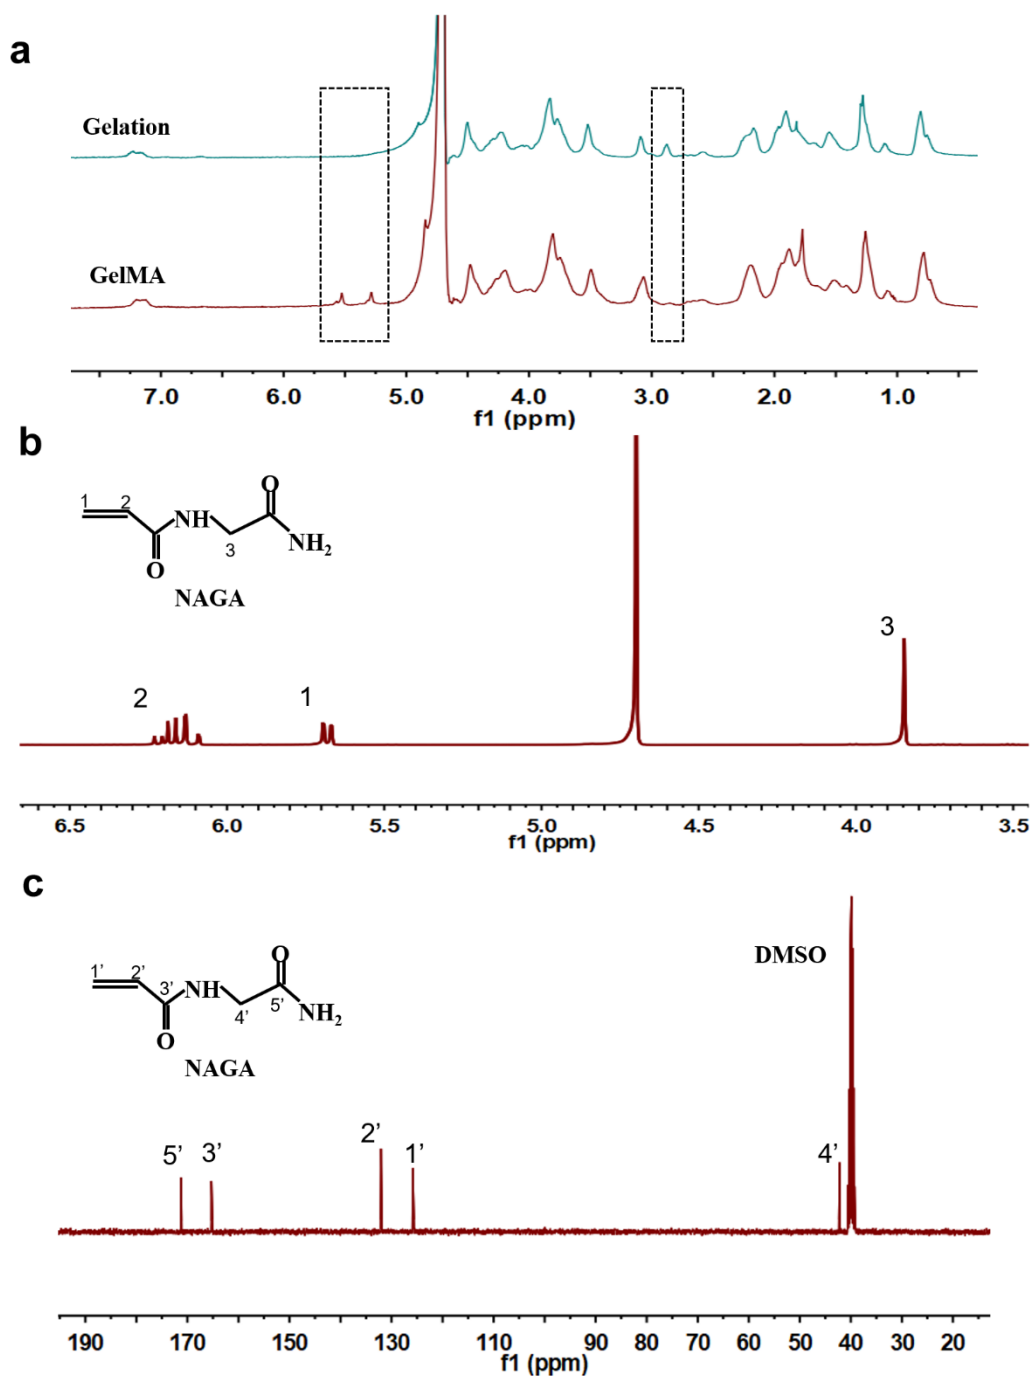 a
Gelation
GelMA
7.0 6.0 5.0 4.0 3.0 2.0 1.0
f1 (ppm)
b
1 2 NH O NH₂ 3 O
NAGA
2 1 3
6.5 6.0 5.5 5.0 4.5 4.0 3.5
f1 (ppm)
c
1' 2' 3' NH O 5' 4' NH₂ O
NAGA
DMSO
5' 3' 2' 1' 4'
190 170 150 130 110 90 80 70 60 50 40 30 20
f1 (ppm)